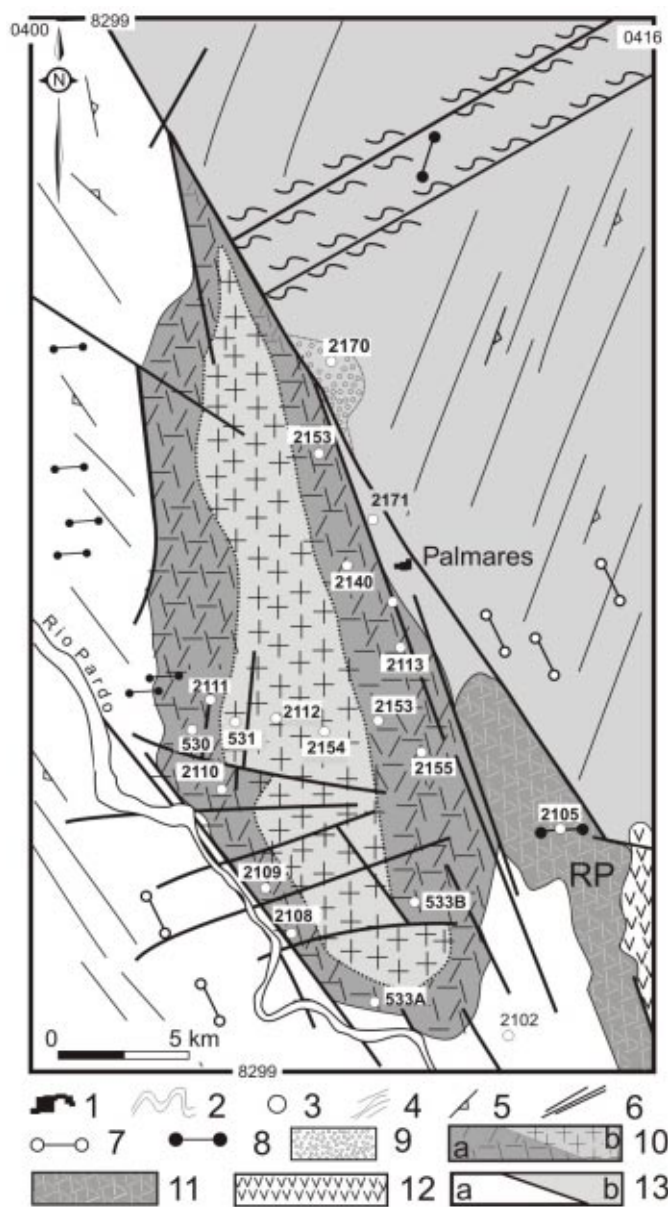 0400 8299 0416
N
2170
2153
2171
Palmares
2140
2113
Rio Pardo
2111
2112
2153
530 531 2154
2155
2110
2105
RP
2109
533B
2108
533A
0 5 km
2102
8299
1 2 3 4 5 6
7 8 9 a b 10
11 12 a b 13